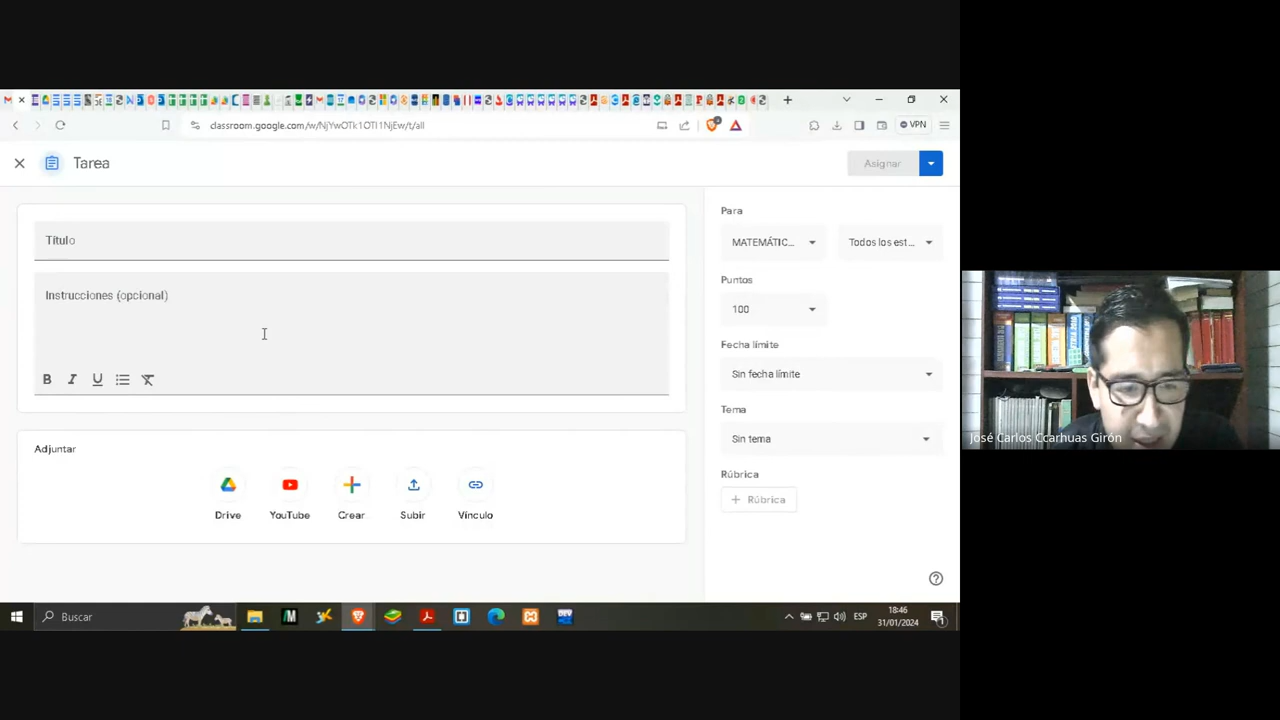 classroom.google.com/w/NjYwOTk1OTI1NjEw/t/all
VPN
Tarea
Asignar
Título
Instrucciones (opcional)
B I U
Adjuntar
Drive
YouTube
Crear
Subir
Vínculo
Para
MATEMÁTIC...
Todos los est...
Puntos
100
Fecha límite
Sin fecha límite
Tema
Sin tema
Rúbrica
+ Rúbrica
José Carlos Ccarhuas Girón
Buscar
ESP
18:46
31/01/2024